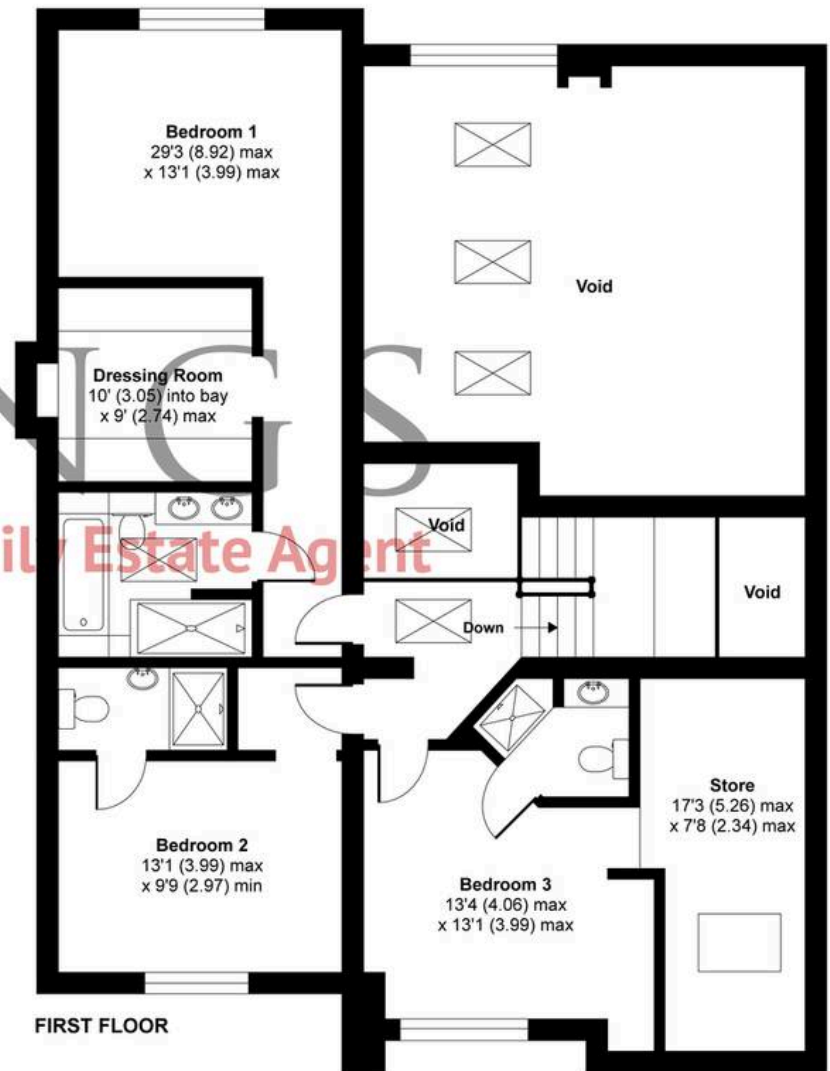 Bedroom 1
29'3 (8.92) max
x 13'1 (3.99) max
Void
Dressing Room
10' (3.05) into bay
x 9' (2.74) max
NGS
Estate Agent
Void
Down
Void
Store
17'3 (5.26) max
x 7'8 (2.34) max
Bedroom 2
13'1 (3.99) max
x 9'9 (2.97) min
Bedroom 3
13'4 (4.06) max
x 13'1 (3.99) max
FIRST FLOOR